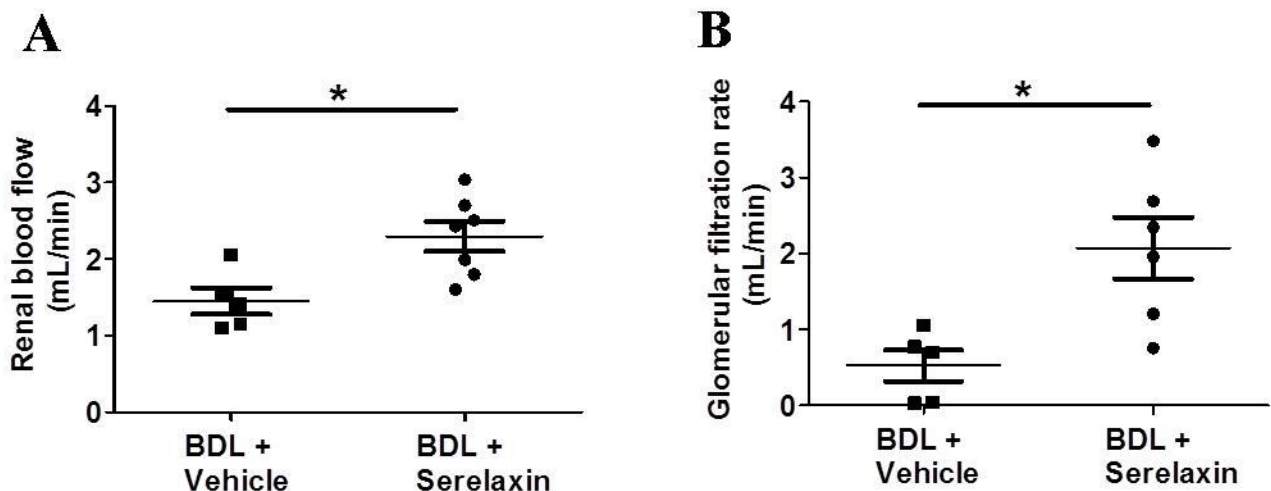 A
Renal blood flow
(mL/min)
*
4
3
2
1
0
BDL +
Vehicle
BDL +
Serelaxin
B
Glomerular filtration rate
(mL/min)
*
4
3
2
1
0
BDL +
Vehicle
BDL +
Serelaxin